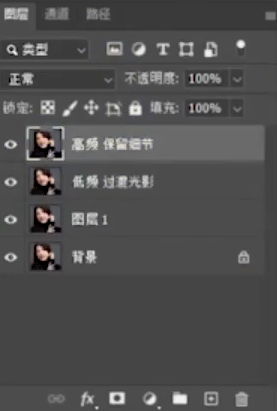 图层 通道 路径
类型
正常 不透明度: 100%
锁定: 填充: 100%
高频 保留细节
低频 过渡光影
图层 1
背景
fx